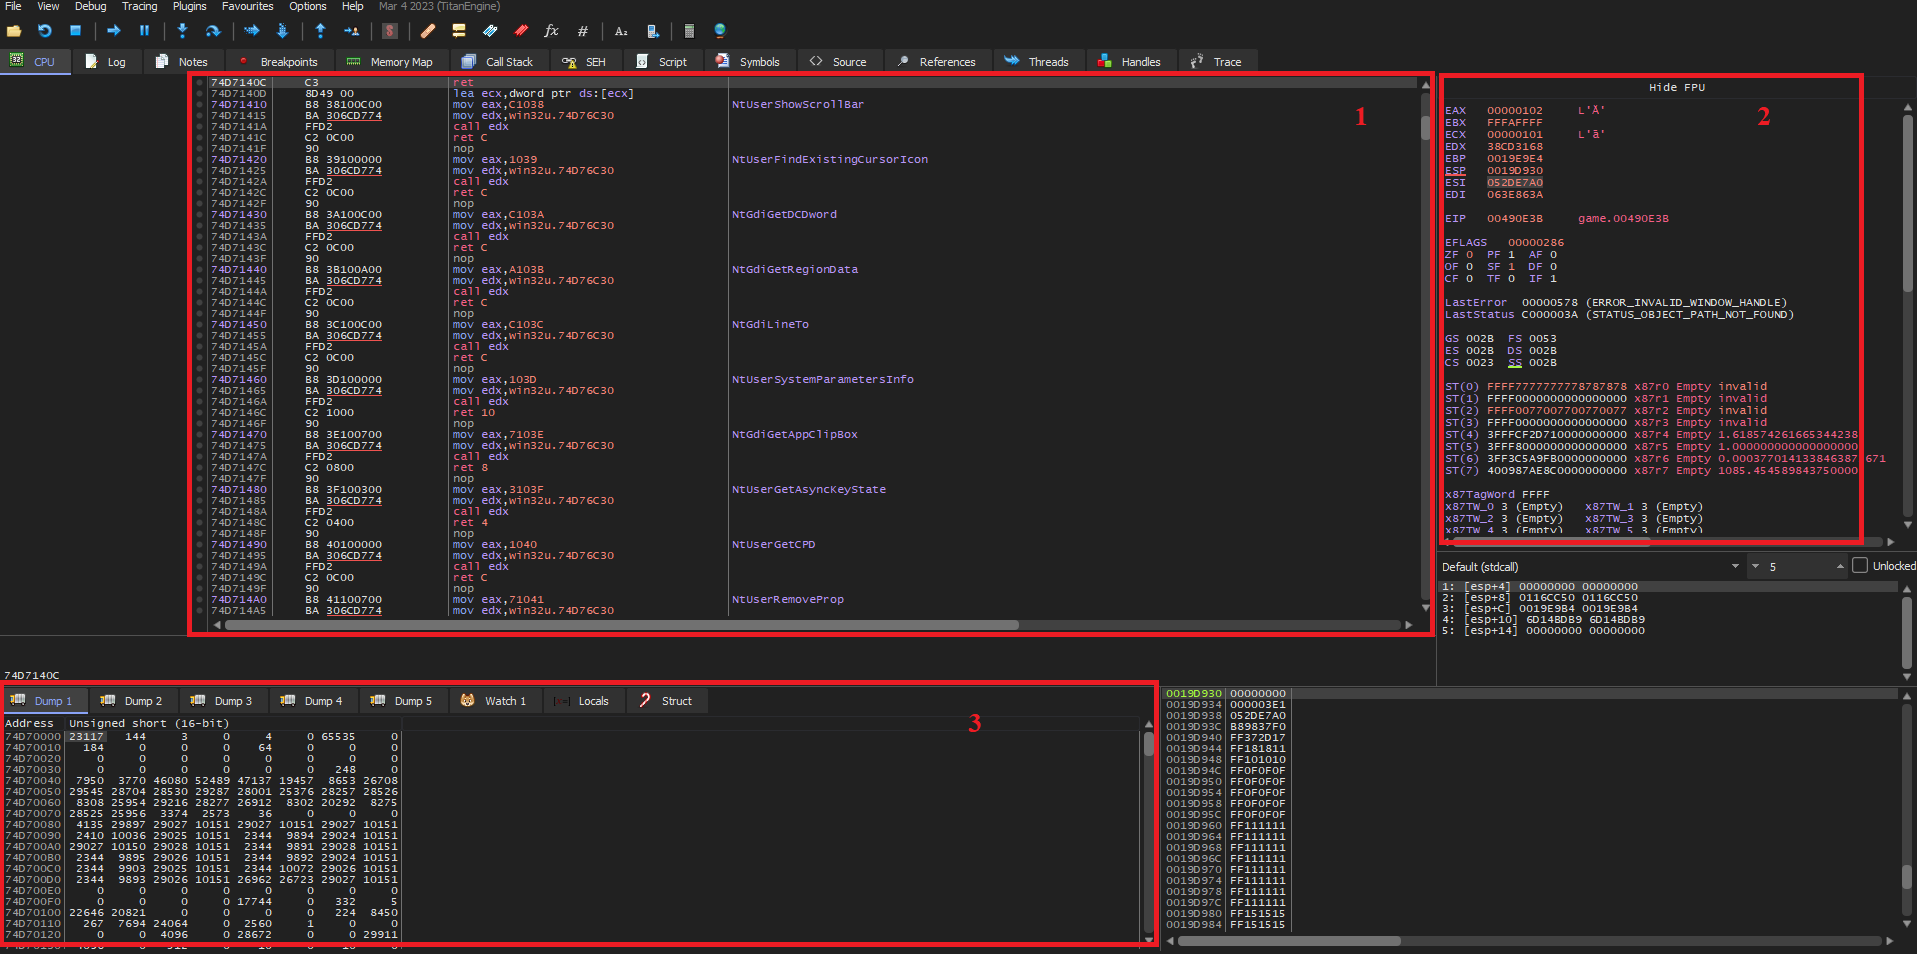 File View Debug Tracing Plugins Favourites Options Help Mar 4 2023 (TitanEngine)
CPU Log Notes Breakpoints Memory Map Call Stack SEH Script Symbols Source References Threads Handles Trace
74D7140C C3 ret
74D7140D 8D49 00 lea ecx,dword ptr ds:[ecx]
74D71410 B8 38100C00 mov eax,C1038 NtUserShowScrollBar
74D71415 BA 306CD774 mov edx,win32u.74D76C30
74D7141A FFD2 call edx
74D7141C C2 0C00 ret C
74D7141F 90 nop
74D71420 B8 39100000 mov eax,1039 NtUserFindExistingCursorIcon
74D71425 BA 306CD774 mov edx,win32u.74D76C30
74D7142A FFD2 call edx
74D7142C C2 0C00 ret C
74D7142F 90 nop
74D71430 B8 3A100C00 mov eax,C103A NtGdiGetDCDword
74D71435 BA 306CD774 mov edx,win32u.74D76C30
74D7143A FFD2 call edx
74D7143C C2 0C00 ret C
74D7143F 90 nop
74D71440 B8 3B100A00 mov eax,A103B NtGdiGetRegionData
74D71445 BA 306CD774 mov edx,win32u.74D76C30
74D7144A FFD2 call edx
74D7144C C2 0C00 ret C
74D7144F 90 nop
74D71450 B8 3C100C00 mov eax,C103C NtGdiLineTo
74D71455 BA 306CD774 mov edx,win32u.74D76C30
74D7145A FFD2 call edx
74D7145C C2 0C00 ret C
74D7145F 90 nop
74D71460 B8 3D100000 mov eax,103D NtUserSystemParametersInfo
74D71465 BA 306CD774 mov edx,win32u.74D76C30
74D7146A FFD2 call edx
74D7146C C2 1000 ret 10
74D7146F 90 nop
74D71470 B8 3E100700 mov eax,7103E NtGdiGetAppClipBox
74D71475 BA 306CD774 mov edx,win32u.74D76C30
74D7147A FFD2 call edx
74D7147C C2 0800 ret 8
74D7147F 90 nop
74D71480 B8 3F100300 mov eax,3103F NtUserGetAsyncKeyState
74D71485 BA 306CD774 mov edx,win32u.74D76C30
74D7148A FFD2 call edx
74D7148C C2 0400 ret 4
74D7148F 90 nop
74D71490 B8 40100000 mov eax,1040 NtUserGetCPD
74D71495 BA 306CD774 mov edx,win32u.74D76C30
74D7149A FFD2 call edx
74D7149C C2 0C00 ret C
74D7149F 90 nop
74D714A0 B8 41100700 mov eax,71041 NtUserRemoveProp
74D714A5 BA 306CD774 mov edx,win32u.74D76C30
1
Hide FPU
2
EAX 00000102 L'Ă'
EBX FFFAFFFF
ECX 00000101 L'ā'
EDX 38CD3168
EBP 0019E9E4
ESP 0019D930
ESI 052DE7A0
EDI 063E863A
EIP 00490E3B game.00490E3B
EFLAGS 00000286
ZF 0 PF 1 AF 0
OF 0 SF 1 DF 0
CF 0 TF 0 IF 1
LastError 00000578 (ERROR_INVALID_WINDOW_HANDLE)
LastStatus C000003A (STATUS_OBJECT_PATH_NOT_FOUND)
GS 002B FS 0053
ES 002B DS 002B
CS 0023 SS 002B
ST(0) FFFF7777777778787878 x87r0 Empty invalid
ST(1) FFFF0000000000000000 x87r1 Empty invalid
ST(2) FFFF0077007700770077 x87r2 Empty invalid
ST(3) FFFF0000000000000000 x87r3 Empty invalid
ST(4) 3FFFCF2D710000000000 x87r4 Empty 1.618574261665344238
ST(5) 3FFF8000000000000000 x87r5 Empty 1.000000000000000000
ST(6) 3FF3C5A9FB0000000000 x87r6 Empty 0.000377014133846387 671
ST(7) 400987AE8C0000000000 x87r7 Empty 1085.454589843750000
x87TagWord FFFF
x87TW_0 3 (Empty) x87TW_1 3 (Empty)
x87TW_2 3 (Empty) x87TW_3 3 (Empty)
x87TW_4 3 (Empty) x87TW_5 3 (Empty)
Default (stdcall) 5 Unlocked
1: [esp+4] 00000000 00000000
2: [esp+8] 0116CC50 0116CC50
3: [esp+C] 0019E9B4 0019E9B4
4: [esp+10] 6D14BDB9 6D14BDB9
5: [esp+14] 00000000 00000000
74D7140C
Dump 1 Dump 2 Dump 3 Dump 4 Dump 5 Watch 1 Locals Struct
3
Address Unsigned short (16-bit)
74D70000 23117 144 3 0 4 0 65535 0
74D70010 184 0 0 0 64 0 0 0
74D70020 0 0 0 0 0 0 0 0
74D70030 0 0 0 0 0 0 248 0
74D70040 7950 3770 46080 52489 47137 19457 8653 26708
74D70050 29545 28704 28530 29287 28001 25376 28257 28526
74D70060 8308 25954 29216 28277 26912 8302 20292 8275
74D70070 28525 25956 3374 2573 36 0 0 0
74D70080 4135 29897 29027 10151 29027 10151 29027 10151
74D70090 2410 10036 29025 10151 2344 9894 29024 10151
74D700A0 29027 10150 29028 10151 2344 9891 29028 10151
74D700B0 2344 9895 29026 10151 2344 9892 29024 10151
74D700C0 2344 9903 29025 10151 2344 10072 29026 10151
74D700D0 2344 9893 29026 10151 26962 26723 29027 10151
74D700E0 0 0 0 0 0 0 0 0
74D700F0 0 0 0 0 17744 0 332 5
74D70100 22646 20821 0 0 0 0 224 8450
74D70110 267 7694 24064 0 2560 1 0 0
74D70120 0 0 4096 0 28672 0 0 29911
0019D930 00000000
0019D934 000003E1
0019D938 052DE7A0
0019D93C B89837F0
0019D940 FF372D17
0019D944 FF181811
0019D948 FF101010
0019D94C FF0F0F0F
0019D950 FF0F0F0F
0019D954 FF0F0F0F
0019D958 FF0F0F0F
0019D95C FF0F0F0F
0019D960 FF111111
0019D964 FF111111
0019D968 FF111111
0019D96C FF111111
0019D970 FF111111
0019D974 FF111111
0019D978 FF111111
0019D97C FF111111
0019D980 FF151515
0019D984 FF151515